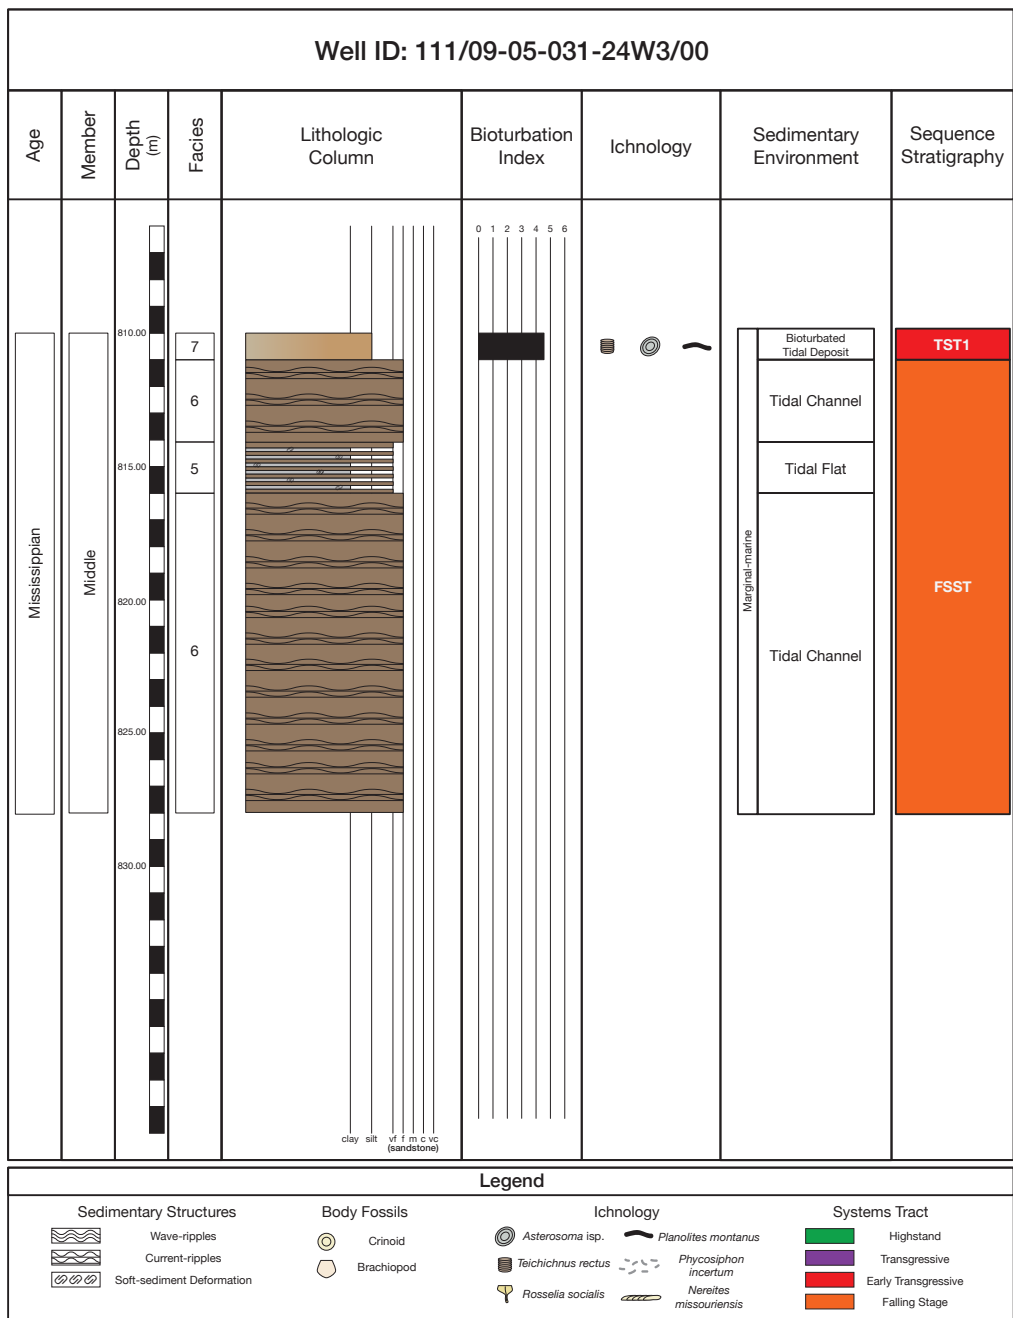 Well ID: 111/09-05-031-24W3/00
Age
Member
Depth
(m)
Facies
Lithologic
Column
Bioturbation
Index
Ichnology
Sedimentary
Environment
Sequence
Stratigraphy
0 1 2 3 4 5 6
810.00
815.00
820.00
825.00
830.00
Mississippian
Middle
7
6
5
6
Marginal-marine
Bioturbated
Tidal Deposit
Tidal Channel
Tidal Flat
Tidal Channel
TST1
FSST
clay silt vf f m c vc
(sandstone)
Legend
Sedimentary Structures
Wave-ripples
Current-ripples
Soft-sediment Deformation
Body Fossils
Crinoid
Brachiopod
Ichnology
Asterosoma isp.
Teichichnus rectus
Rosselia socialis
Planolites montanus
Phycosiphon
incertum
Nereites
missouriensis
Systems Tract
Highstand
Transgressive
Early Transgressive
Falling Stage